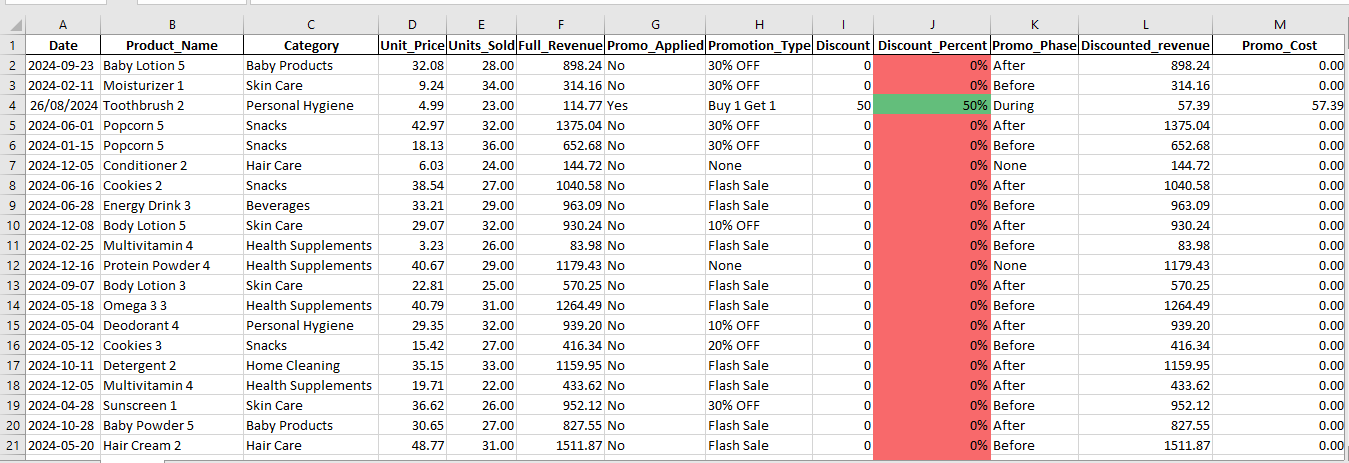 A B C D E F G H I J K L M
1 Date Product_Name Category Unit_Price Units_Sold Full_Revenue Promo_Applied Promotion_Type Discount Discount_Percent Promo_Phase Discounted_revenue Promo_Cost
2 2024-09-23 Baby Lotion 5 Baby Products 32.08 28.00 898.24 No 30% OFF 0 0% After 898.24 0.00
3 2024-02-11 Moisturizer 1 Skin Care 9.24 34.00 314.16 No 30% OFF 0 0% Before 314.16 0.00
4 26/08/2024 Toothbrush 2 Personal Hygiene 4.99 23.00 114.77 Yes Buy 1 Get 1 50 50% During 57.39 57.39
5 2024-06-01 Popcorn 5 Snacks 42.97 32.00 1375.04 No 30% OFF 0 0% After 1375.04 0.00
6 2024-01-15 Popcorn 5 Snacks 18.13 36.00 652.68 No 30% OFF 0 0% Before 652.68 0.00
7 2024-12-05 Conditioner 2 Hair Care 6.03 24.00 144.72 No None 0 0% None 144.72 0.00
8 2024-06-16 Cookies 2 Snacks 38.54 27.00 1040.58 No Flash Sale 0 0% After 1040.58 0.00
9 2024-06-28 Energy Drink 3 Beverages 33.21 29.00 963.09 No Flash Sale 0 0% Before 963.09 0.00
10 2024-12-08 Body Lotion 5 Skin Care 29.07 32.00 930.24 No 10% OFF 0 0% After 930.24 0.00
11 2024-02-25 Multivitamin 4 Health Supplements 3.23 26.00 83.98 No Flash Sale 0 0% Before 83.98 0.00
12 2024-12-16 Protein Powder 4 Health Supplements 40.67 29.00 1179.43 No None 0 0% None 1179.43 0.00
13 2024-09-07 Body Lotion 3 Skin Care 22.81 25.00 570.25 No Flash Sale 0 0% After 570.25 0.00
14 2024-05-18 Omega 3 3 Health Supplements 40.79 31.00 1264.49 No Flash Sale 0 0% Before 1264.49 0.00
15 2024-05-04 Deodorant 4 Personal Hygiene 29.35 32.00 939.20 No 10% OFF 0 0% After 939.20 0.00
16 2024-05-12 Cookies 3 Snacks 15.42 27.00 416.34 No 20% OFF 0 0% Before 416.34 0.00
17 2024-10-11 Detergent 2 Home Cleaning 35.15 33.00 1159.95 No Flash Sale 0 0% After 1159.95 0.00
18 2024-12-05 Multivitamin 4 Health Supplements 19.71 22.00 433.62 No Flash Sale 0 0% After 433.62 0.00
19 2024-04-28 Sunscreen 1 Skin Care 36.62 26.00 952.12 No 30% OFF 0 0% Before 952.12 0.00
20 2024-10-28 Baby Powder 5 Baby Products 30.65 27.00 827.55 No Flash Sale 0 0% After 827.55 0.00
21 2024-05-20 Hair Cream 2 Hair Care 48.77 31.00 1511.87 No Flash Sale 0 0% Before 1511.87 0.00